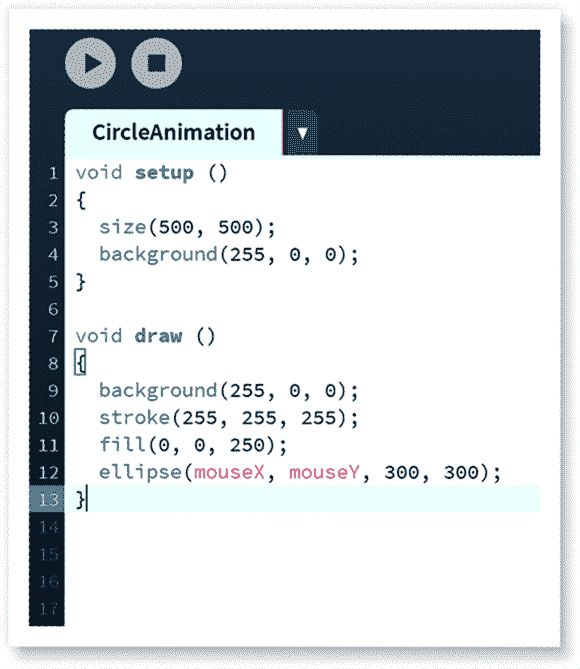 CircleAnimation ▼
1 void setup ()
2 {
3   size(500, 500);
4   background(255, 0, 0);
5 }
6
7 void draw ()
8 {
9   background(255, 0, 0);
10   stroke(255, 255, 255);
11   fill(0, 0, 250);
12   ellipse(mouseX, mouseY, 300, 300);
13 }
14
15
16
17